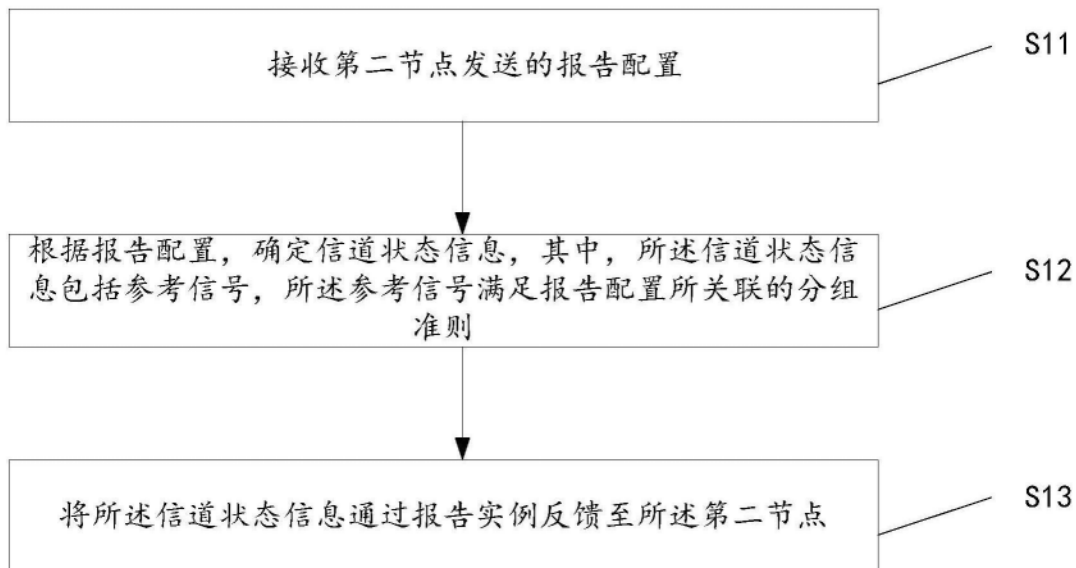 接收第二节点发送的报告配置
S11
根据报告配置，确定信道状态信息，其中，所述信道状态信
息包括参考信号，所述参考信号满足报告配置所关联的分组
准则
S12
将所述信道状态信息通过报告实例反馈至所述第二节点
S13